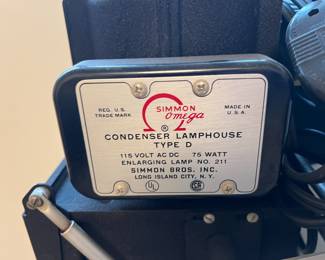 SIMMON
Omega
REG. U.S.
TRADE MARK
MADE IN
U.S.A.
®
CONDENSER LAMPHOUSE
TYPE D
115 VOLT AC DC 75 WATT
ENLARGING LAMP NO. 211
SIMMON BROS. INC.
LONG ISLAND CITY, N.Y.
UL